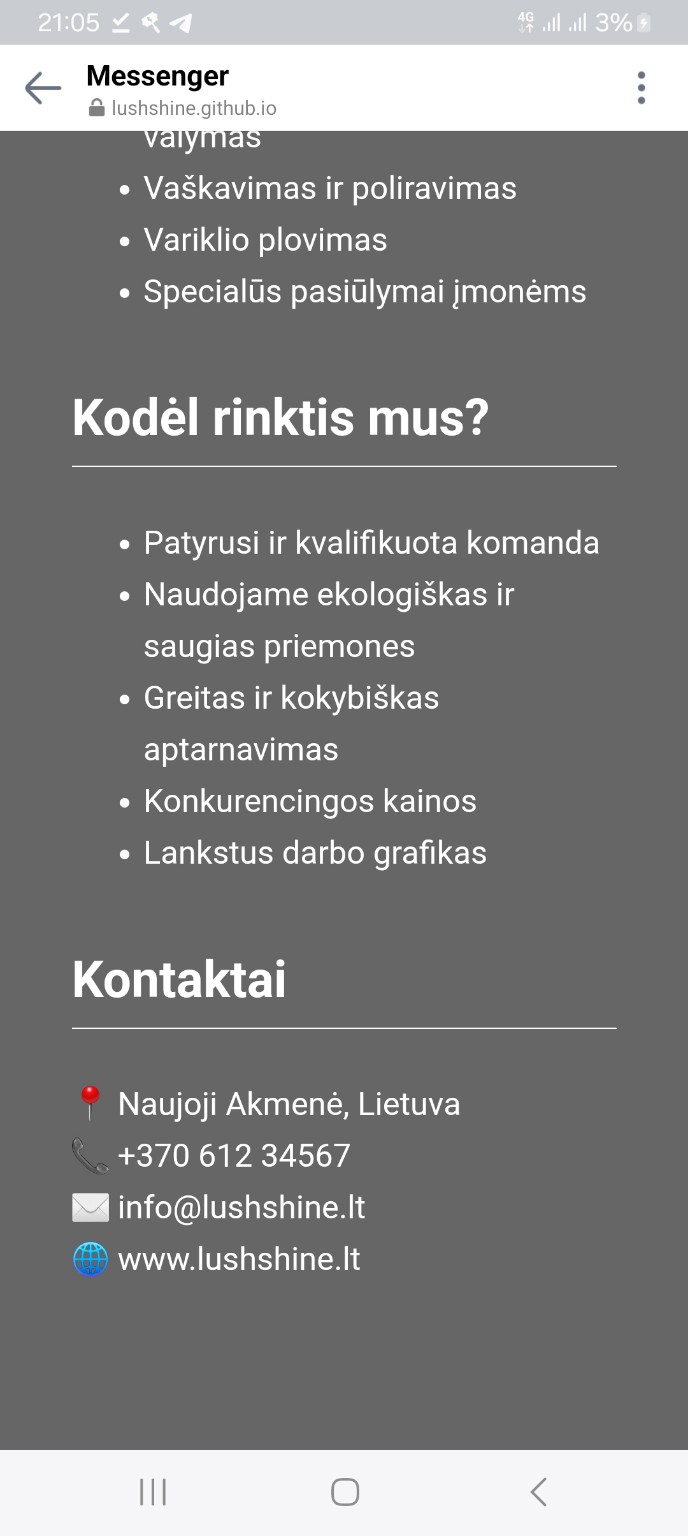 21:05
4G
3%
Messenger
lushshine.github.io
valymas
• Vaškavimas ir poliravimas
• Variklio plovimas
• Specialūs pasiūlymai įmonėms
Kodėl rinktis mus?
• Patyrusi ir kvalifikuota komanda
• Naudojame ekologiškas ir
saugias priemones
• Greitas ir kokybiškas
aptarnavimas
• Konkurencingos kainos
• Lankstus darbo grafikas
Kontaktai
📍 Naujoji Akmenė, Lietuva
📞 +370 612 34567
✉️ info@lushshine.lt
🌐 www.lushshine.lt